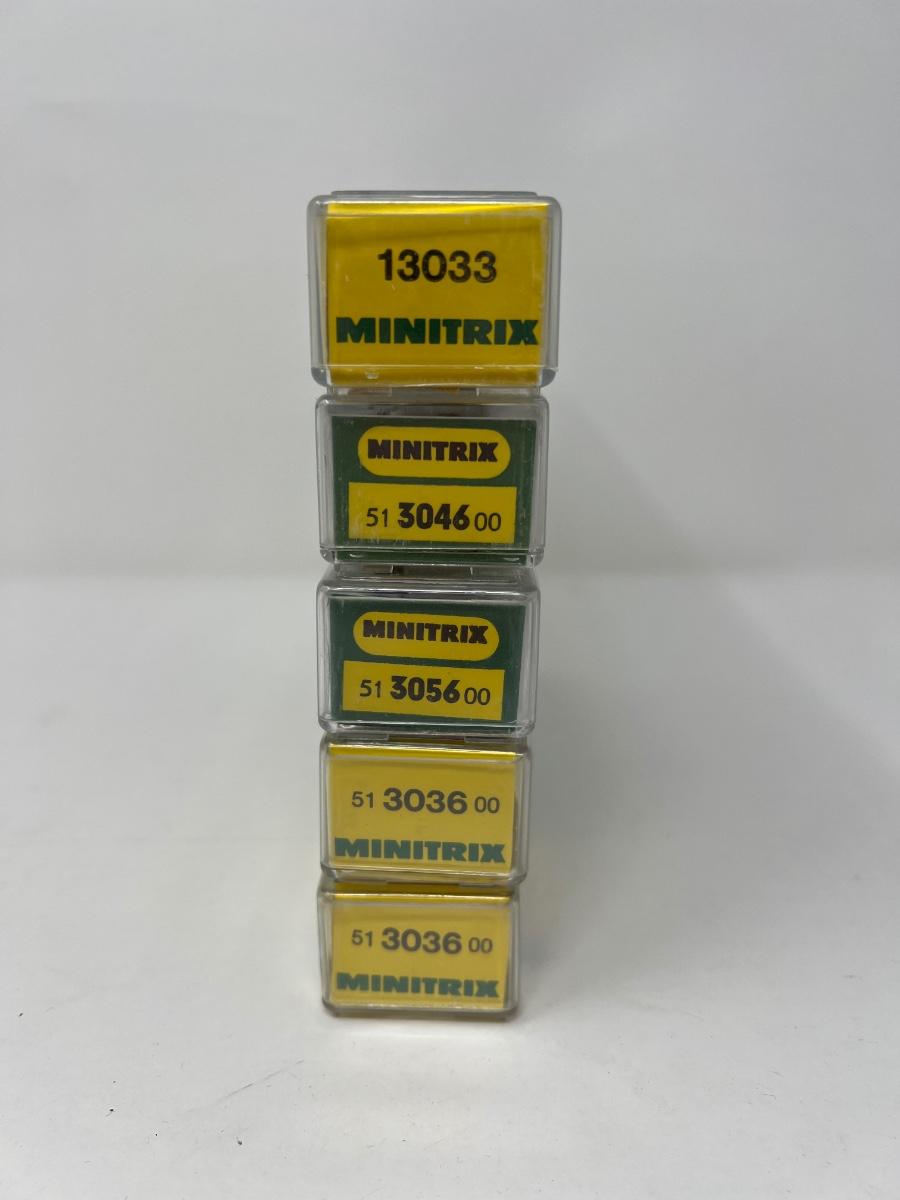 13033
MINITRIX
MINITRIX
51 3046 00
MINITRIX
51 3056 00
51 3036 00
MINITRIX
51 3036 00
MINITRIX